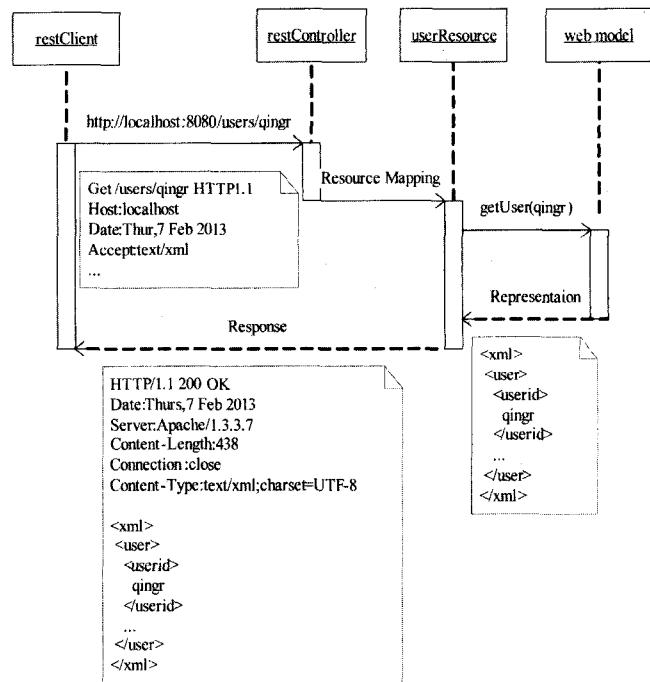 restClient
restController
userResource
web model
http://localhost:8080/users/qingr
Resource Mapping
Get /users/qingr HTTP1.1
Host:localhost
Date:Thur,7 Feb 2013
Accept:text/xml
...
getUser(qingr)
Representaion
Response
<xml>
<user>
<userid>
qingr
</userid>
...
</user>
</xml>
HTTP/1.1 200 OK
Date:Thurs,7 Feb 2013
Server:Apache/1.3.3.7
Content-Length:438
Connection:close
Content-Type:text/xml;charset=UTF-8
<xml>
<user>
<userid>
qingr
</userid>
...
</user>
</xml>